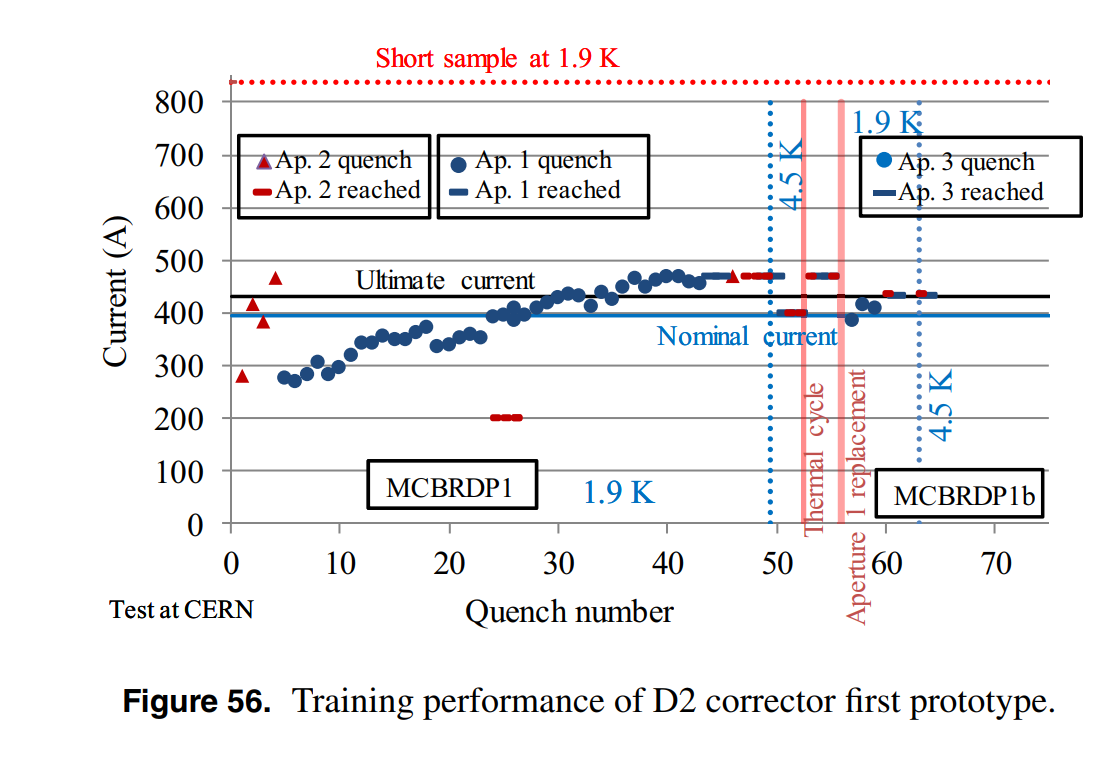 Short sample at 1.9 K
800
700
600
500
400
300
200
100
0
Current (A)
Ap. 2 quench
Ap. 2 reached
Ap. 1 quench
Ap. 1 reached
4.5 K
1.9 K
Ap. 3 quench
Ap. 3 reached
Ultimate current
Nominal current
Thermal cycle
Aperture 1 replacement
4.5 K
MCBRDP1
1.9 K
MCBRDP1b
0 10 20 30 40 50 60 70
Test at CERN
Quench number
Figure 56. Training performance of D2 corrector first prototype.